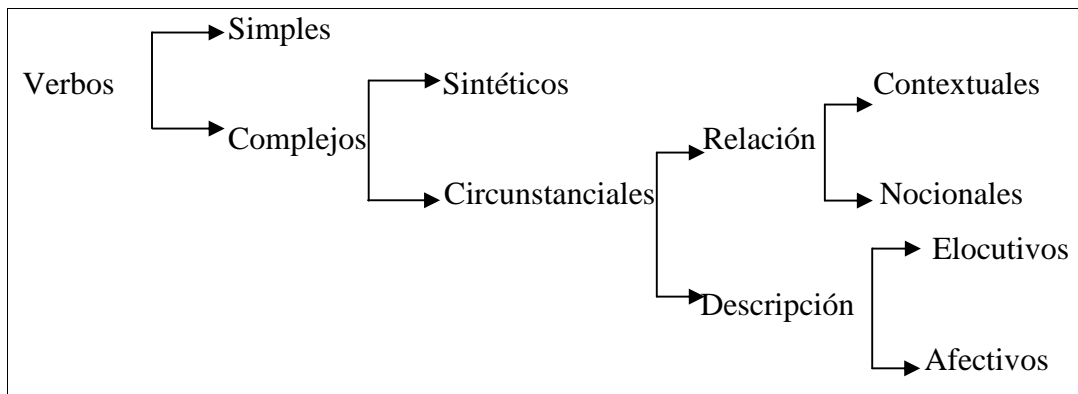 Simples
Verbos
Sintéticos
Contextuales
Complejos
Relación
Circunstanciales
Nocionales
Elocutivos
Descripción
Afectivos